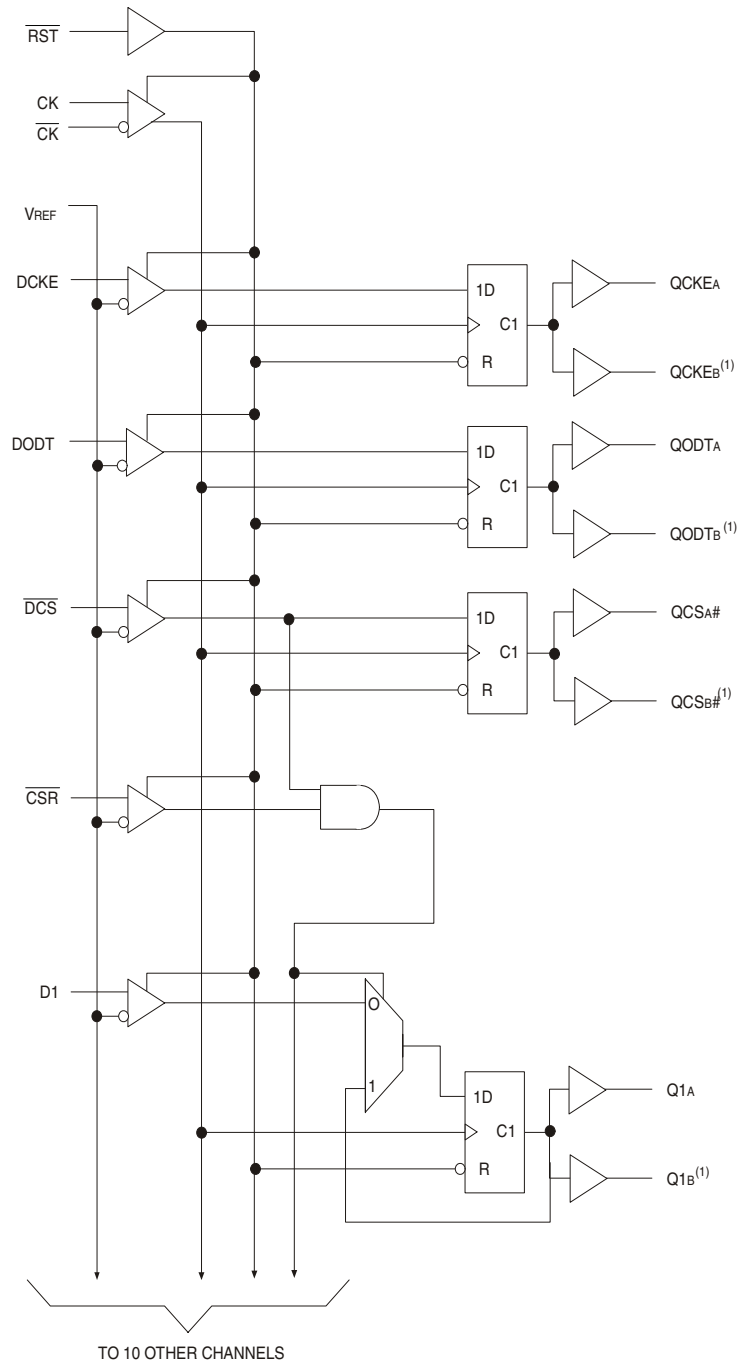 RST
CK
CK
VREF
DCKE
1D
C1
R
QCKEA
QCKEB(1)
DODT
1D
C1
R
QODTA
QODTB(1)
DCS
1D
C1
R
QCSA#
QCSB#(1)
CSR
D1
O
1
1D
C1
R
Q1A
Q1B(1)
TO 10 OTHER CHANNELS